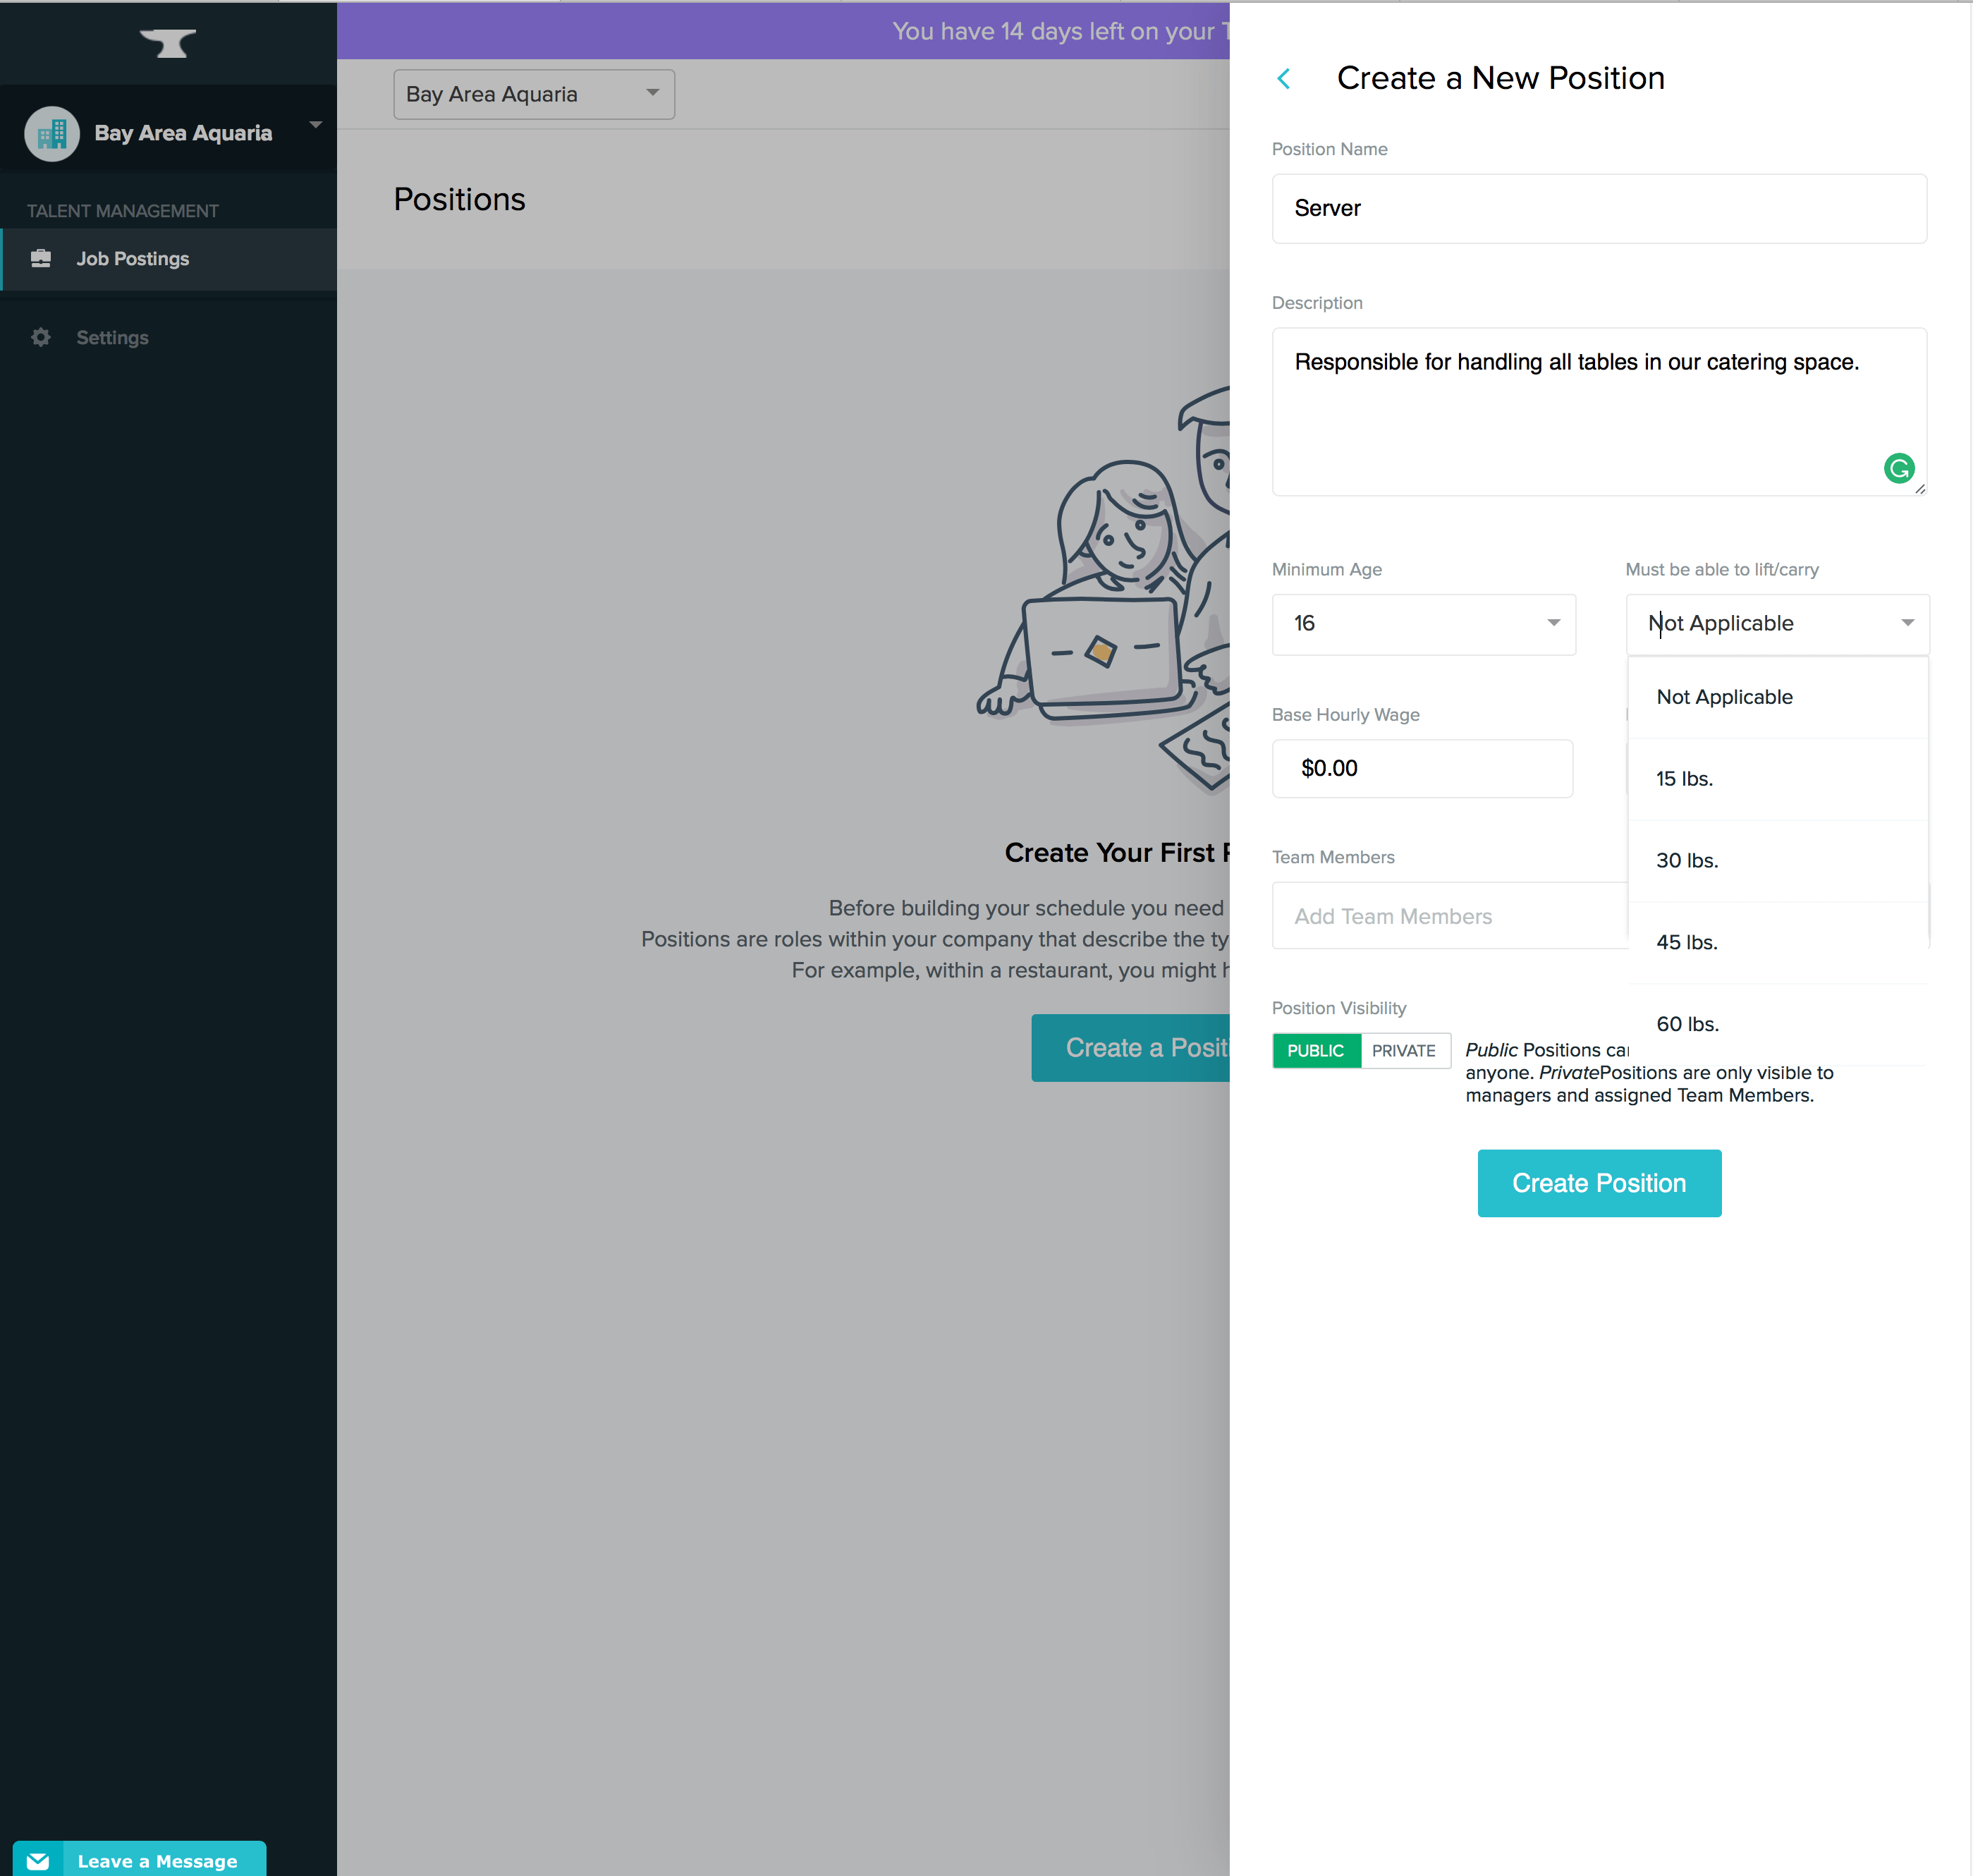 You have 14 days left on your
Bay Area Aquaria
TALENT MANAGEMENT
Job Postings
Settings
Leave a Message
Bay Area Aquaria
Positions
Create Your First
Before building your schedule you need
Positions are roles within your company that describe the ty
For example, within a restaurant, you might h
Create a Posit
Create a New Position
Position Name
Server
Description
Responsible for handling all tables in our catering space.
Minimum Age
16
Must be able to lift/carry
Not Applicable
Not Applicable
15 lbs.
30 lbs.
45 lbs.
60 lbs.
Base Hourly Wage
$0.00
Team Members
Add Team Members
Position Visibility
PUBLIC PRIVATE
Public Positions ca
anyone. PrivatePositions are only visible to
managers and assigned Team Members.
Create Position